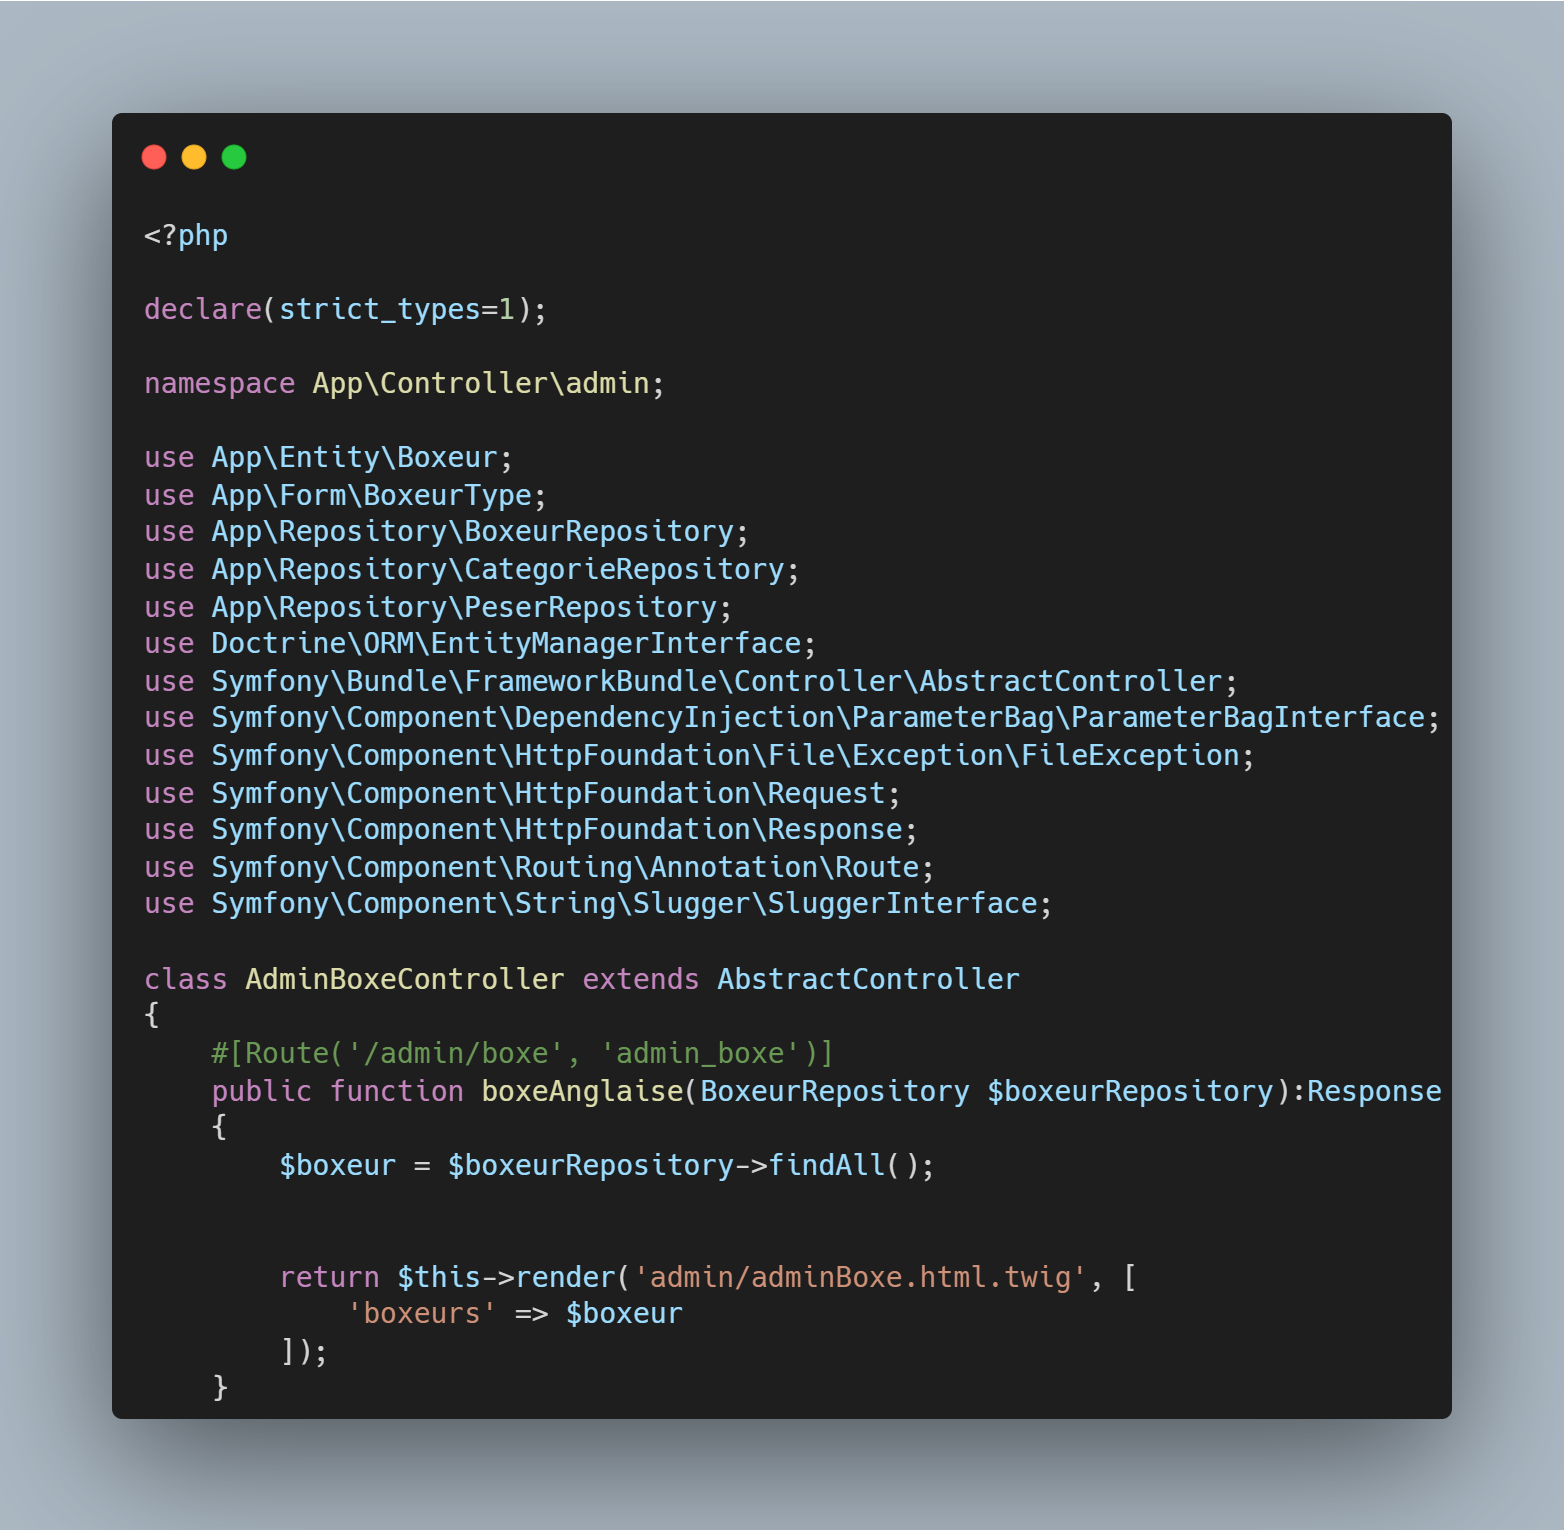 <?php
declare(strict_types=1);
namespace App\Controller\admin;
use App\Entity\Boxeur;
use App\Form\BoxeurType;
use App\Repository\BoxeurRepository;
use App\Repository\CategorieRepository;
use App\Repository\PeserRepository;
use Doctrine\ORM\EntityManagerInterface;
use Symfony\Bundle\FrameworkBundle\Controller\AbstractController;
use Symfony\Component\DependencyInjection\ParameterBag\ParameterBagInterface;
use Symfony\Component\HttpFoundation\File\Exception\FileException;
use Symfony\Component\HttpFoundation\Request;
use Symfony\Component\HttpFoundation\Response;
use Symfony\Component\Routing\Annotation\Route;
use Symfony\Component\String\Slugger\SluggerInterface;
class AdminBoxeController extends AbstractController
{
    #[Route('/admin/boxe', 'admin_boxe')]
    public function boxeAnglaise(BoxeurRepository $boxeurRepository):Response
    {
        $boxeur = $boxeurRepository->findAll();
        return $this->render('admin/adminBoxe.html.twig', [
            'boxeurs' => $boxeur
        ]);
    }